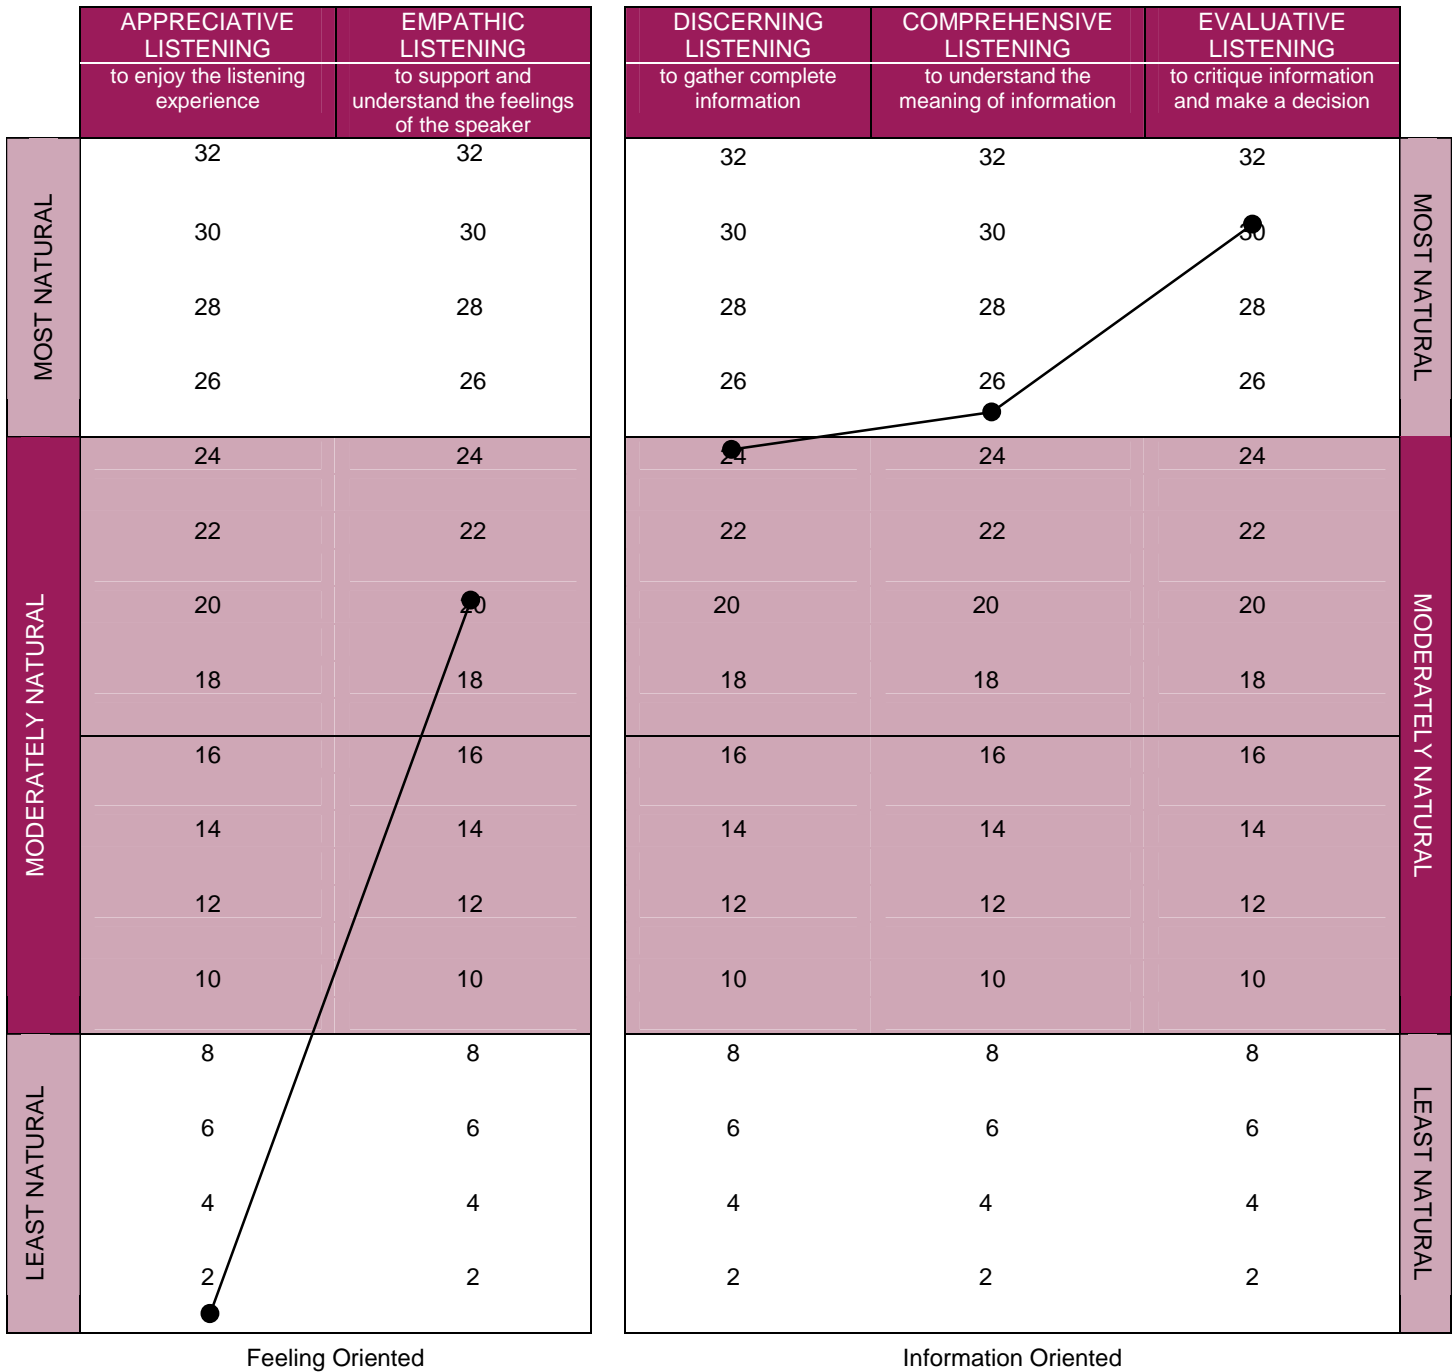 APPRECIATIVE LISTENING
to enjoy the listening
experience
EMPATHIC LISTENING
to support and
understand the feelings
of the speaker
DISCERNING LISTENING
to gather complete
information
COMPREHENSIVE LISTENING
to understand the
meaning of information
EVALUATIVE LISTENING
to critique information
and make a decision
MOST NATURAL
32 32 32 32 32
30 30 30 30 30
28 28 28 28 28
26 26 26 26 26
MOST NATURAL
MODERATELY NATURAL
24 24 24 24 24
22 22 22 22 22
20 20 20 20 20
18 18 18 18 18
16 16 16 16 16
14 14 14 14 14
12 12 12 12 12
10 10 10 10 10
MODERATELY NATURAL
LEAST NATURAL
8 8 8 8 8
6 6 6 6 6
4 4 4 4 4
2 2 2 2 2
LEAST NATURAL
Feeling Oriented
Information Oriented